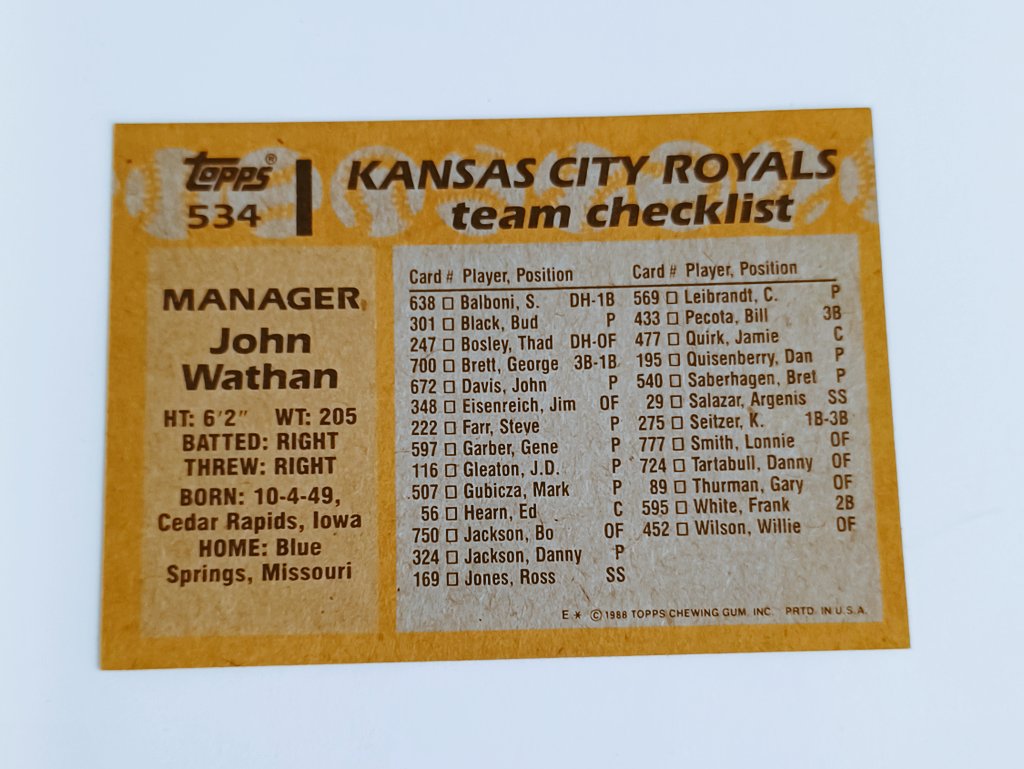 topps®
534
KANSAS CITY ROYALS
team checklist
MANAGER
John
Wathan
HT: 6'2" WT: 205
BATTED: RIGHT
THREW: RIGHT
BORN: 10-4-49,
Cedar Rapids, Iowa
HOME: Blue
Springs, Missouri
Card # Player, Position
638 □ Balboni, S. DH-1B
301 □ Black, Bud P
247 □ Bosley, Thad DH-OF
700 □ Brett, George 3B-1B
672 □ Davis, John P
348 □ Eisenreich, Jim OF
222 □ Farr, Steve P
597 □ Garber, Gene P
116 □ Gleaton, J.D. P
507 □ Gubicza, Mark P
56 □ Hearn, Ed C
750 □ Jackson, Bo OF
324 □ Jackson, Danny P
169 □ Jones, Ross SS
Card # Player, Position
569 □ Leibrandt, C. P
433 □ Pecota, Bill 3B
477 □ Quirk, Jamie C
195 □ Quisenberry, Dan P
540 □ Saberhagen, Bret P
29 □ Salazar, Argenis SS
275 □ Seitzer, K. 1B-3B
777 □ Smith, Lonnie OF
724 □ Tartabull, Danny OF
89 □ Thurman, Gary OF
595 □ White, Frank 2B
452 □ Wilson, Willie OF
E * © 1988 TOPPS CHEWING GUM, INC. PRTD. IN U.S.A.